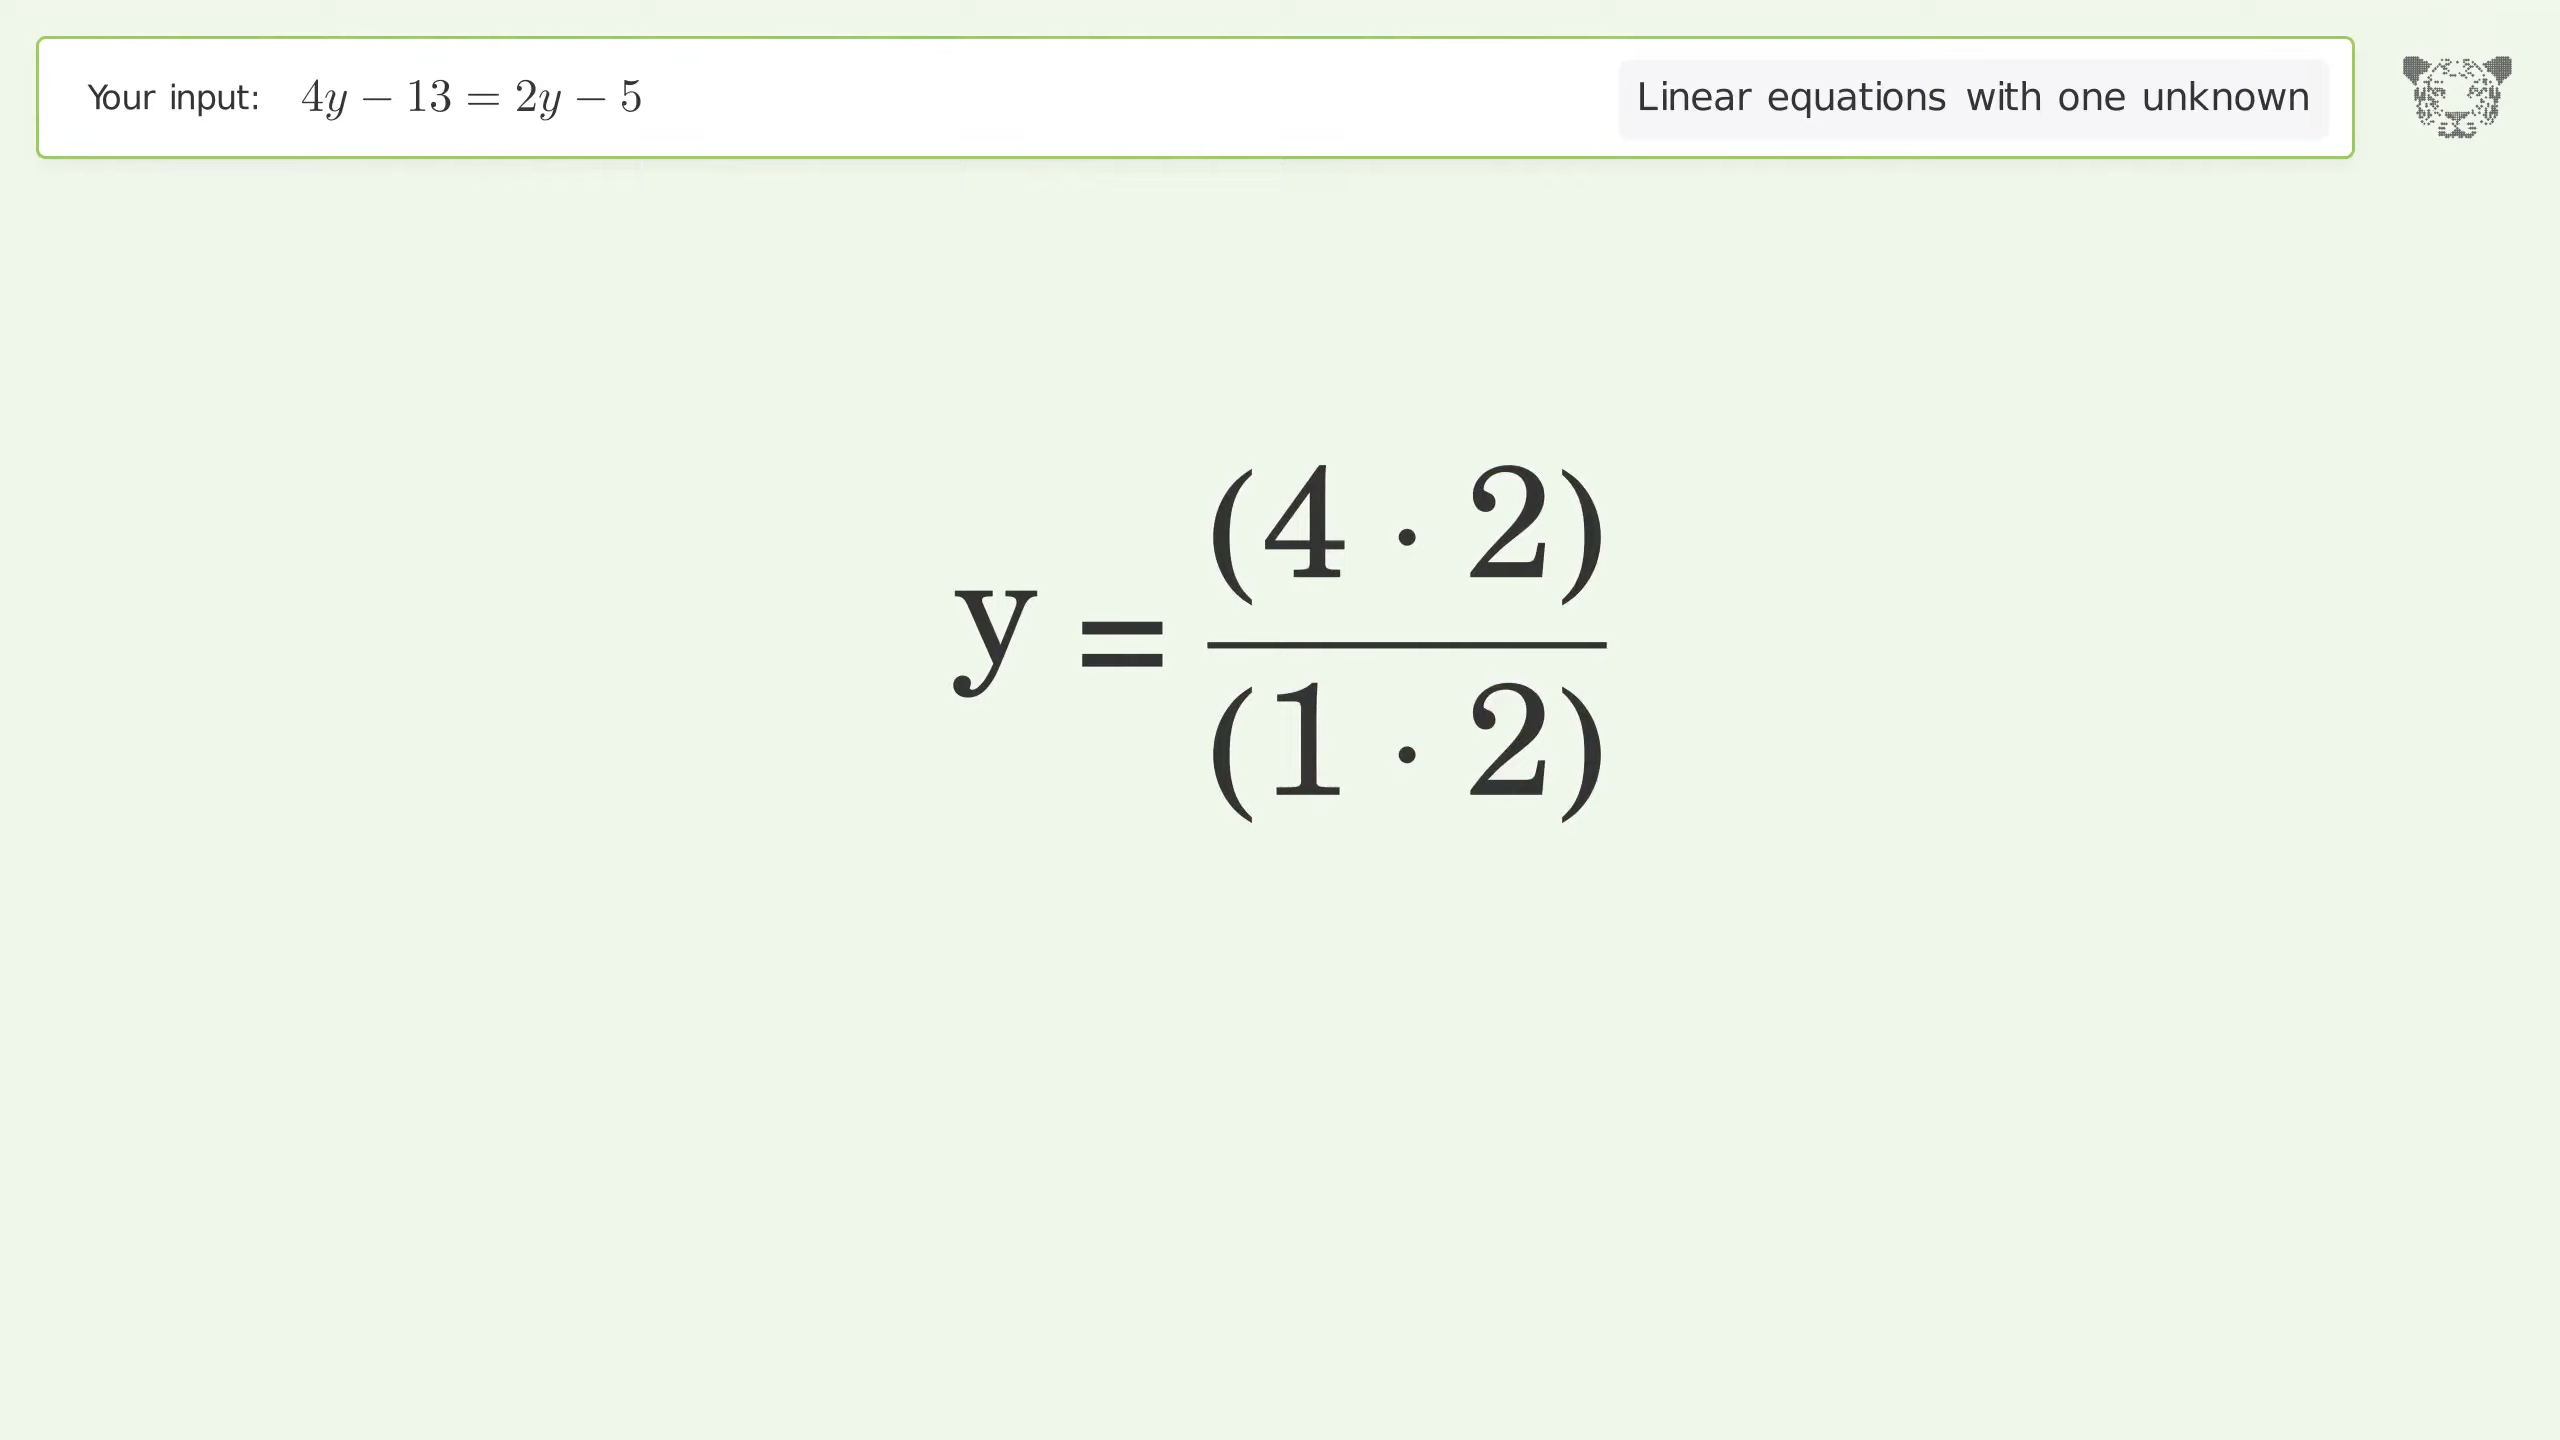 Your input: 4y − 13 = 2y − 5
Linear equations with one unknown
y = (4 · 2) / (1 · 2)